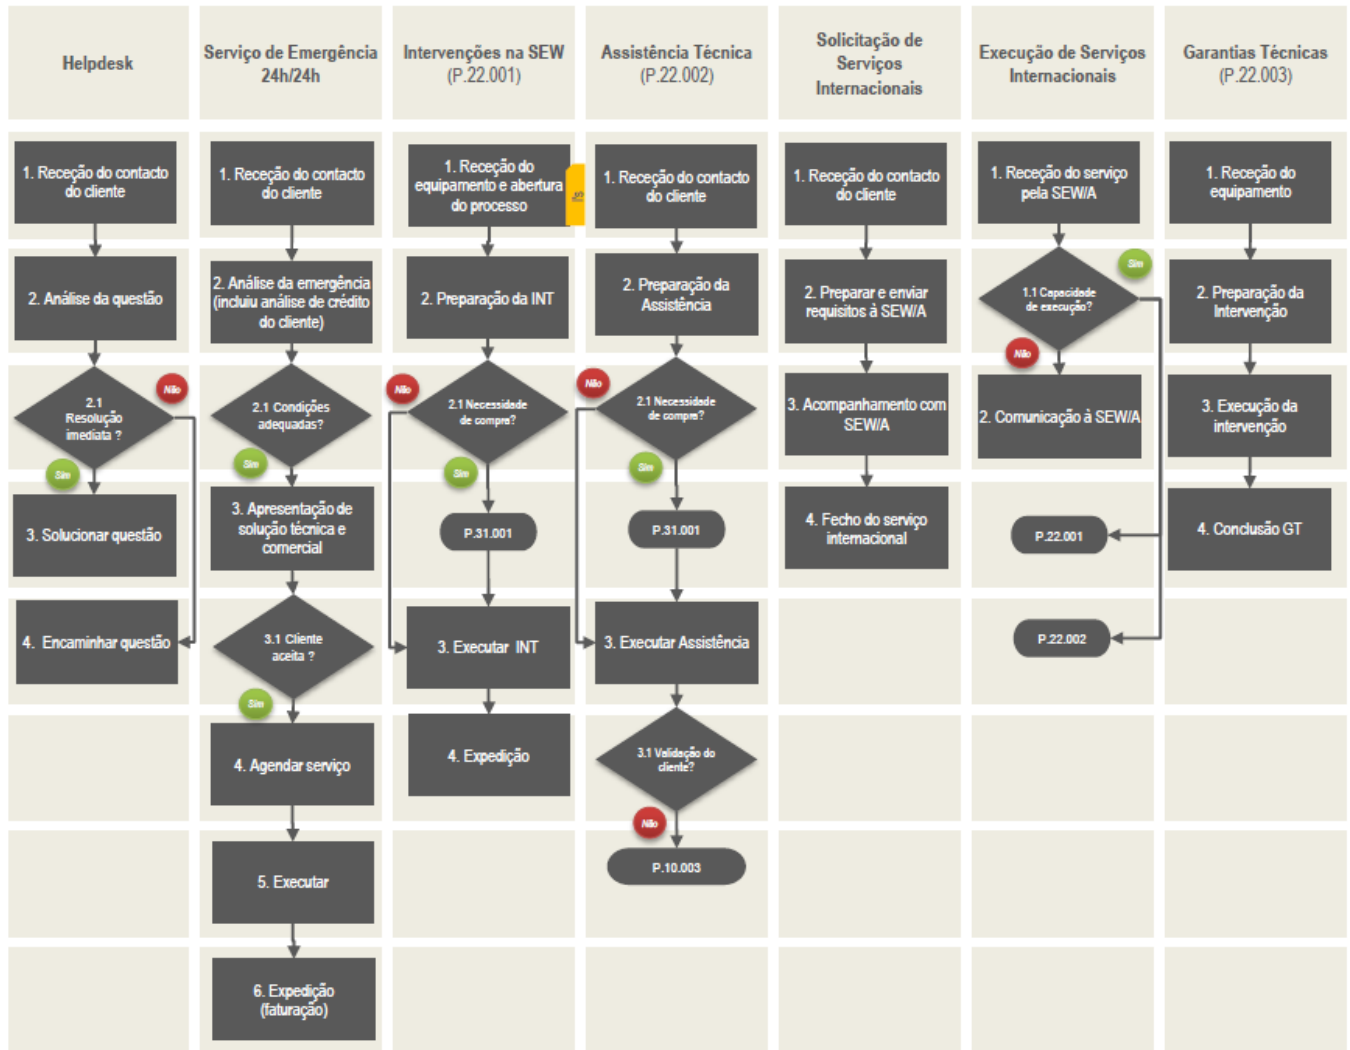 Helpdesk
1. Receção do contacto
do cliente
2. Análise da questão
2.1
Resolução
imediata ?
Não
Sim
3. Solucionar questão
4. Encaminhar questão
Serviço de Emergência
24h/24h
1. Receção do contacto
do cliente
2. Análise da emergência
(incluiu análise de crédito
do cliente)
2.1 Condições
adequadas?
Sim
3. Apresentação de
solução técnica e
comercial
3.1 Cliente
aceita ?
Sim
4. Agendar serviço
5. Executar
6. Expedição
(faturação)
Intervenções na SEW
(P.22.001)
1. Receção do
equipamento e abertura
do processo
2. Preparação da INT
Não
2.1 Necessidade
de compra?
Sim
P.31.001
3. Executar INT
4. Expedição
Assistência Técnica
(P.22.002)
1. Receção do contacto
do cliente
2. Preparação da
Assistência
Não
2.1 Necessidade
de compra?
Sim
P.31.001
3. Executar Assistência
3.1 Validação do
cliente?
Não
P.10.003
Solicitação de
Serviços
Internacionais
1. Receção do contacto
do cliente
2. Preparar e enviar
requisitos à SEW/A
3. Acompanhamento com
SEW/A
4. Fecho do serviço
internacional
Execução de Serviços
Internacionais
1. Receção do serviço
pela SEW/A
Sim
1.1 Capacidade
de execução?
Não
2. Comunicação à SEW/A
P.22.001
P.22.002
Garantias Técnicas
(P.22.003)
1. Receção do
equipamento
2. Preparação da
Intervenção
3. Execução da
intervenção
4. Conclusão GT